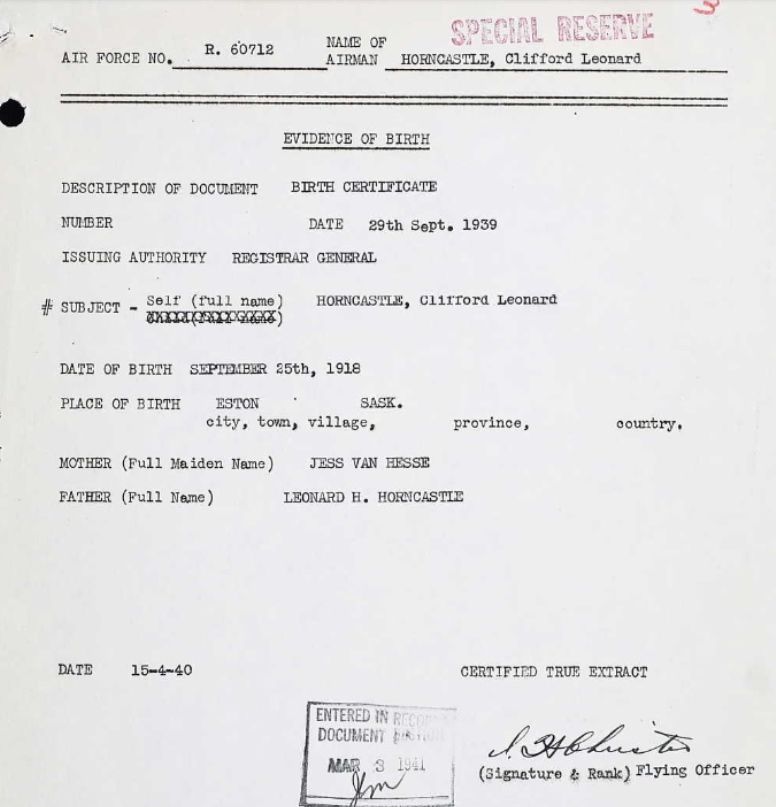 SPECIAL RESERVE
AIR FORCE NO. R. 60712 NAME OF AIRMAN HORNCASTLE, Clifford Leonard
EVIDENCE OF BIRTH
DESCRIPTION OF DOCUMENT BIRTH CERTIFICATE
NUMBER DATE 29th Sept. 1939
ISSUING AUTHORITY REGISTRAR GENERAL
# SUBJECT - Self (full name) HORNCASTLE, Clifford Leonard
DATE OF BIRTH SEPTEMBER 25th, 1918
PLACE OF BIRTH ESTON SASK.
city, town, village, province, country.
MOTHER (Full Maiden Name) JESS VAN HESSE
FATHER (Full Name) LEONARD H. HORNCASTLE
DATE 15-4-40 CERTIFIED TRUE EXTRACT
ENTERED IN
DOCUMENT
MAR 3 1941
(Signature & Rank) Flying Officer